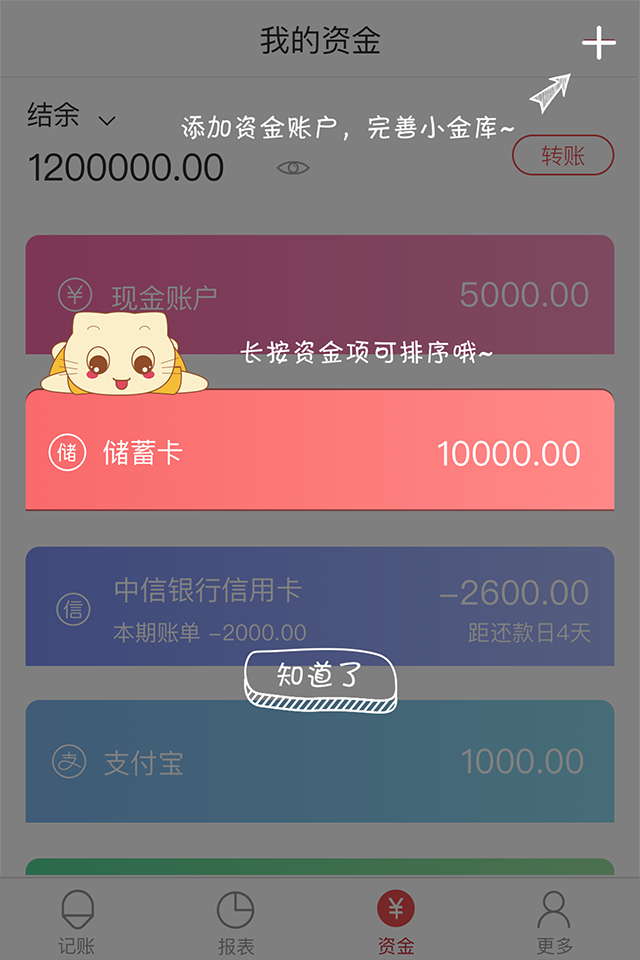 我的资金
结余
添加资金账户，完善小金库~
1200000.00
转账
¥ 现金账户 5000.00
长按资金项可排序哦~
储 储蓄卡 10000.00
信 中信银行信用卡 -2600.00
本期账单 -2000.00 距还款日4天
知道了
支 支付宝 1000.00
¥
记账 报表 资金 更多